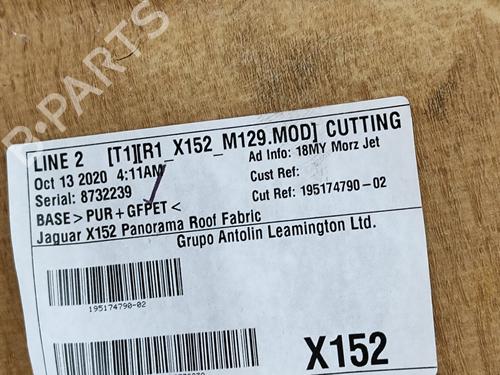 B-PARTS
LINE 2 [T1][R1_X152_M129.MOD] CUTTING
Oct 13 2020 4:11AM Ad Info: 18MY Morz Jet
Serial: 8732239 Cust Ref:
BASE>PUR+GFPET< Cut Ref: 195174790-02
Jaguar X152 Panorama Roof Fabric
Grupo Antolin Leamington Ltd.
195174790-02
X152